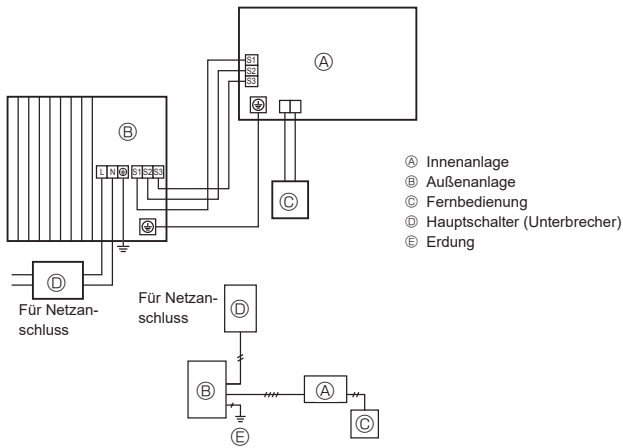 S1
S2
S3
Ⓐ
Ⓑ
L N S1 S2 S3
Ⓒ
Ⓐ Innenanlage
Ⓑ Außenanlage
Ⓒ Fernbedienung
Ⓓ Hauptschalter (Unterbrecher)
Ⓔ Erdung
Ⓓ
Für Netzan-
schluss
Für Netzan-
schluss
Ⓓ
Ⓑ
Ⓐ
Ⓒ
Ⓔ